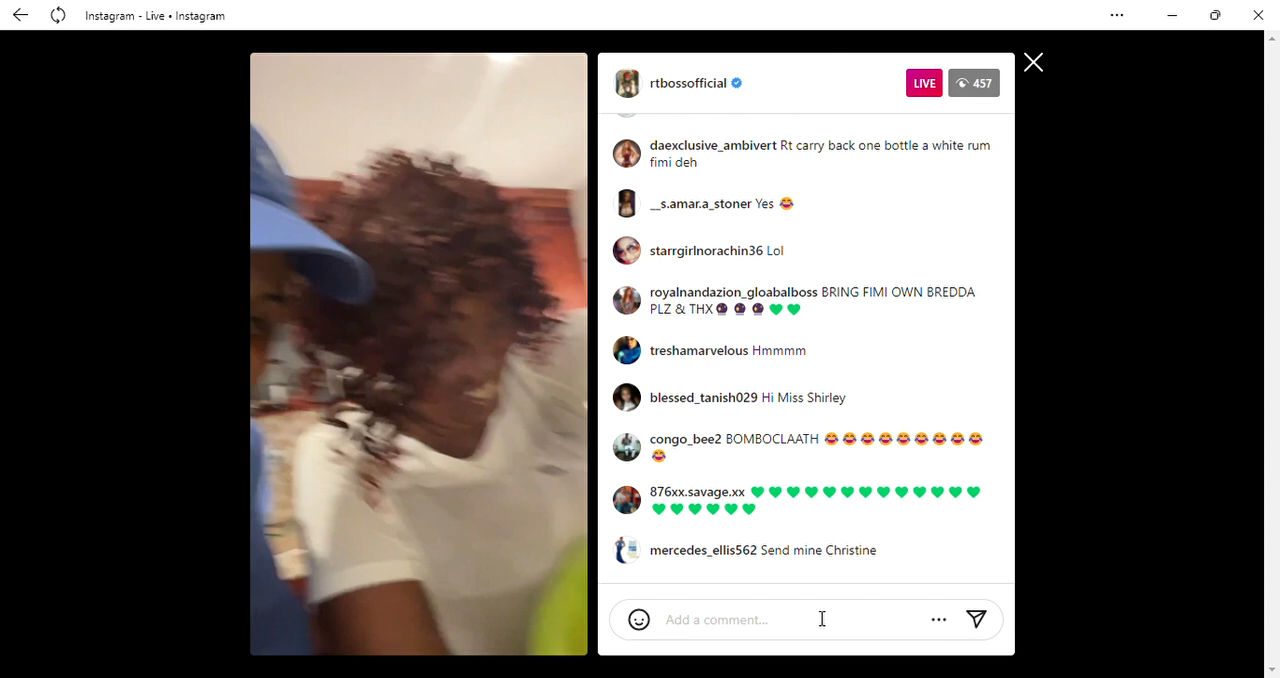 Instagram - Live • Instagram
rtbossofficial
LIVE
457
daexclusive_ambivert Rt carry back one bottle a white rum
fimi deh
__s.amar.a_stoner Yes 😂
starrgirlnorachin36 Lol
royalnandazion_gloabalboss BRING FIMI OWN BREDDA
PLZ & THX🔮 🔮 🔮 💚 💚
treshamarvelous Hmmmm
blessed_tanish029 Hi Miss Shirley
congo_bee2 BOMBOCLAATH 😂😂😂😂😂😂😂😂😂
😂
876xx.savage.xx 💚💚💚💚💚💚💚💚💚💚💚💚💚
💚💚💚💚💚💚
mercedes_ellis562 Send mine Christine
Add a comment...